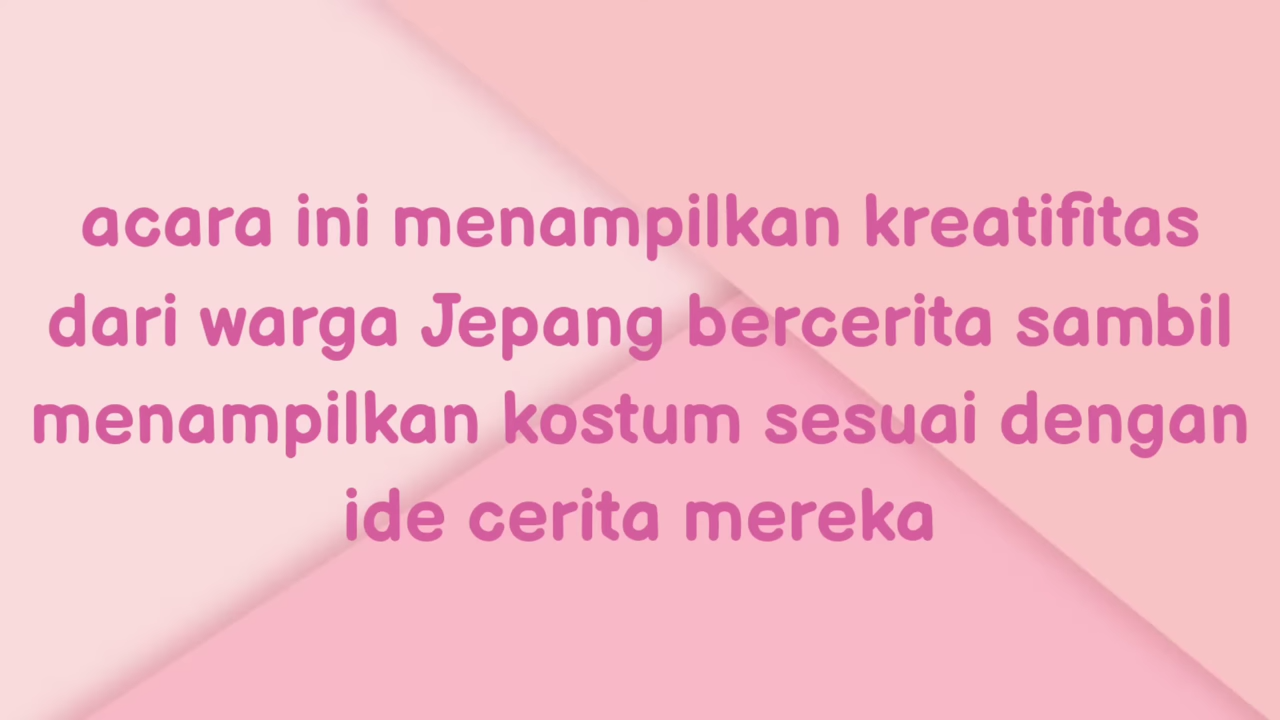 acara ini menampilkan kreatifitas
dari warga Jepang bercerita sambil
menampilkan kostum sesuai dengan
ide cerita mereka